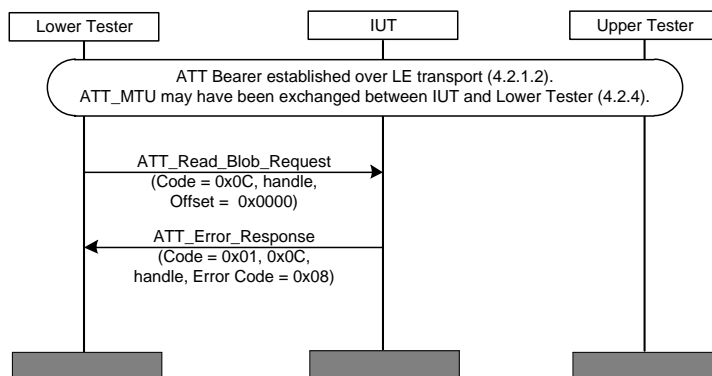 Lower Tester
IUT
Upper Tester
ATT Bearer established over LE transport (4.2.1.2).
ATT_MTU may have been exchanged between IUT and Lower Tester (4.2.4).
ATT_Read_Blob_Request
(Code = 0x0C, handle,
Offset = 0x0000)
ATT_Error_Response
(Code = 0x01, 0x0C,
handle, Error Code = 0x08)